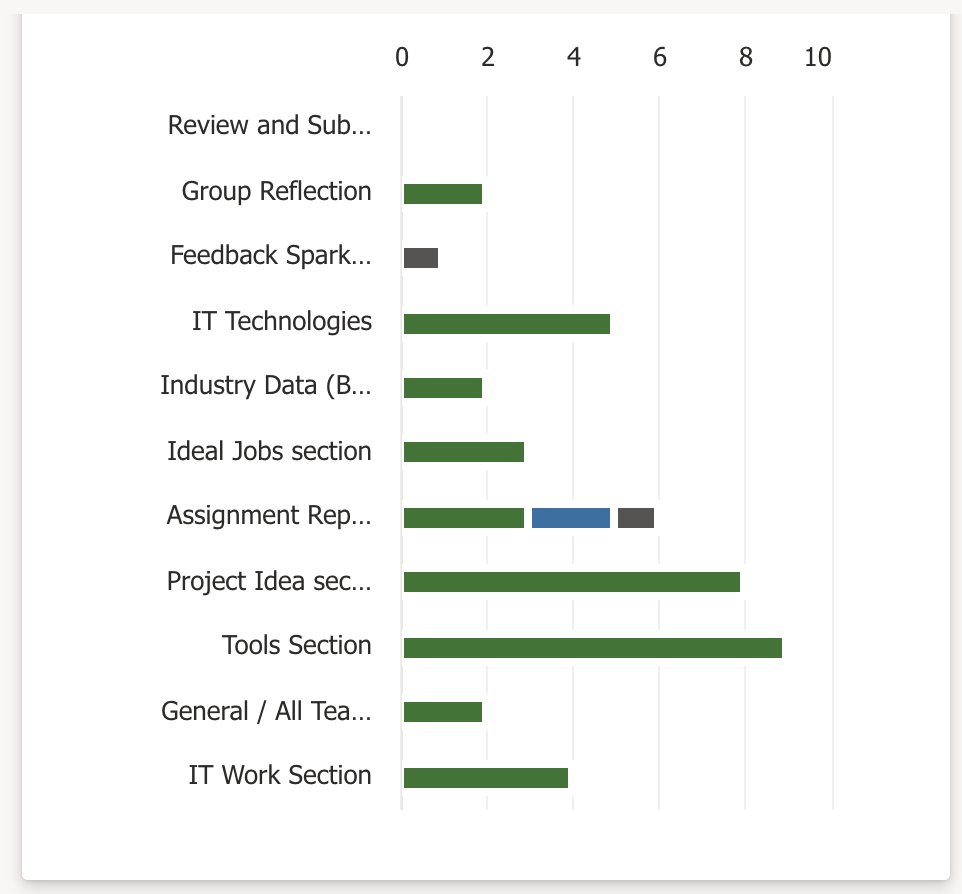 0 2 4 6 8 10
Review and Sub...
Group Reflection
Feedback Spark...
IT Technologies
Industry Data (B...
Ideal Jobs section
Assignment Rep...
Project Idea sec...
Tools Section
General / All Tea...
IT Work Section